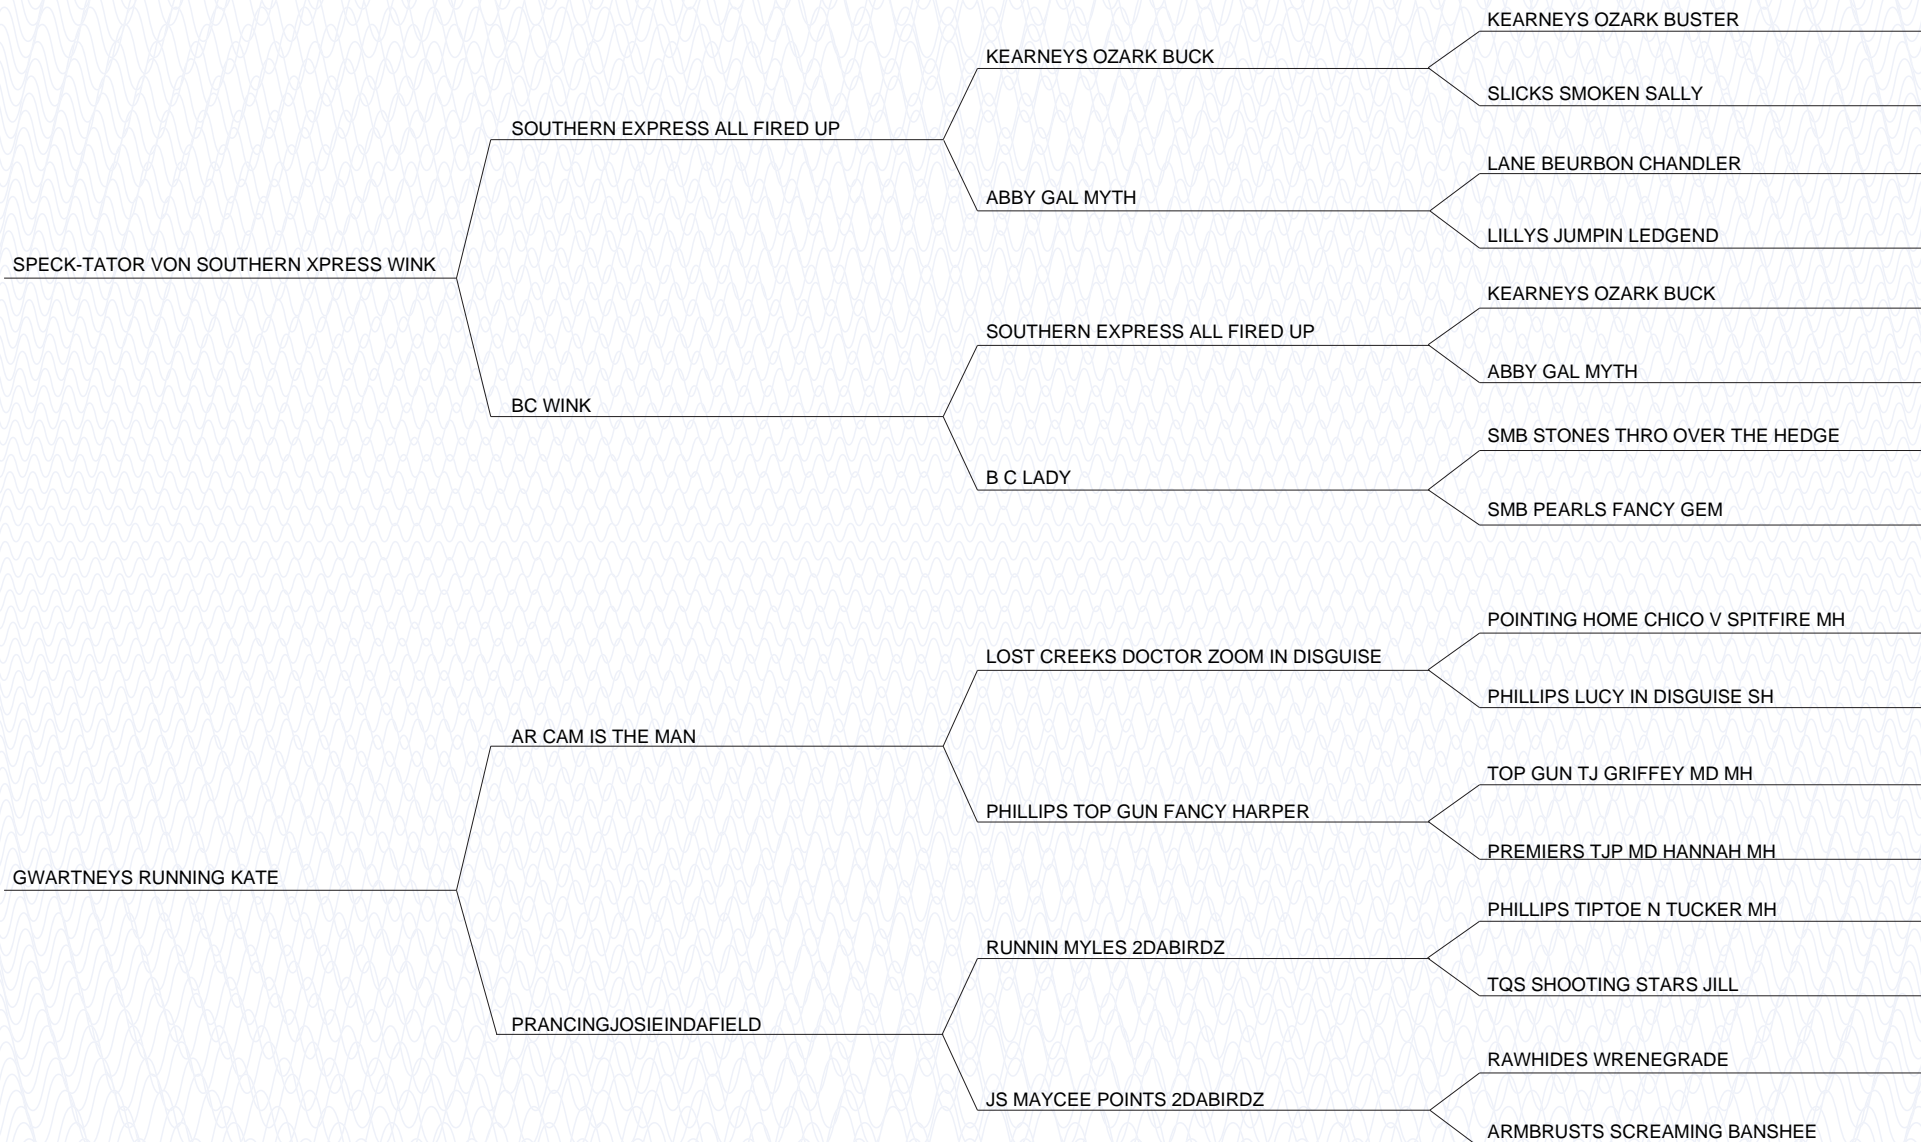 KEARNEYS OZARK BUSTER
KEARNEYS OZARK BUCK
SLICKS SMOKEN SALLY
SOUTHERN EXPRESS ALL FIRED UP
LANE BEURBON CHANDLER
ABBY GAL MYTH
LILLYS JUMPIN LEDGEND
SPECK-TATOR VON SOUTHERN XPRESS WINK
KEARNEYS OZARK BUCK
SOUTHERN EXPRESS ALL FIRED UP
ABBY GAL MYTH
BC WINK
SMB STONES THRO OVER THE HEDGE
B C LADY
SMB PEARLS FANCY GEM
POINTING HOME CHICO V SPITFIRE MH
LOST CREEKS DOCTOR ZOOM IN DISGUISE
PHILLIPS LUCY IN DISGUISE SH
AR CAM IS THE MAN
TOP GUN TJ GRIFFEY MD MH
PHILLIPS TOP GUN FANCY HARPER
PREMIERS TJP MD HANNAH MH
GWARTNEYS RUNNING KATE
PHILLIPS TIPTOE N TUCKER MH
RUNNIN MYLES 2DABIRDZ
TQS SHOOTING STARS JILL
PRANCINGJOSIEINDAFIELD
RAWHIDES WRENEGRADE
JS MAYCEE POINTS 2DABIRDZ
ARMBRUSTS SCREAMING BANSHEE